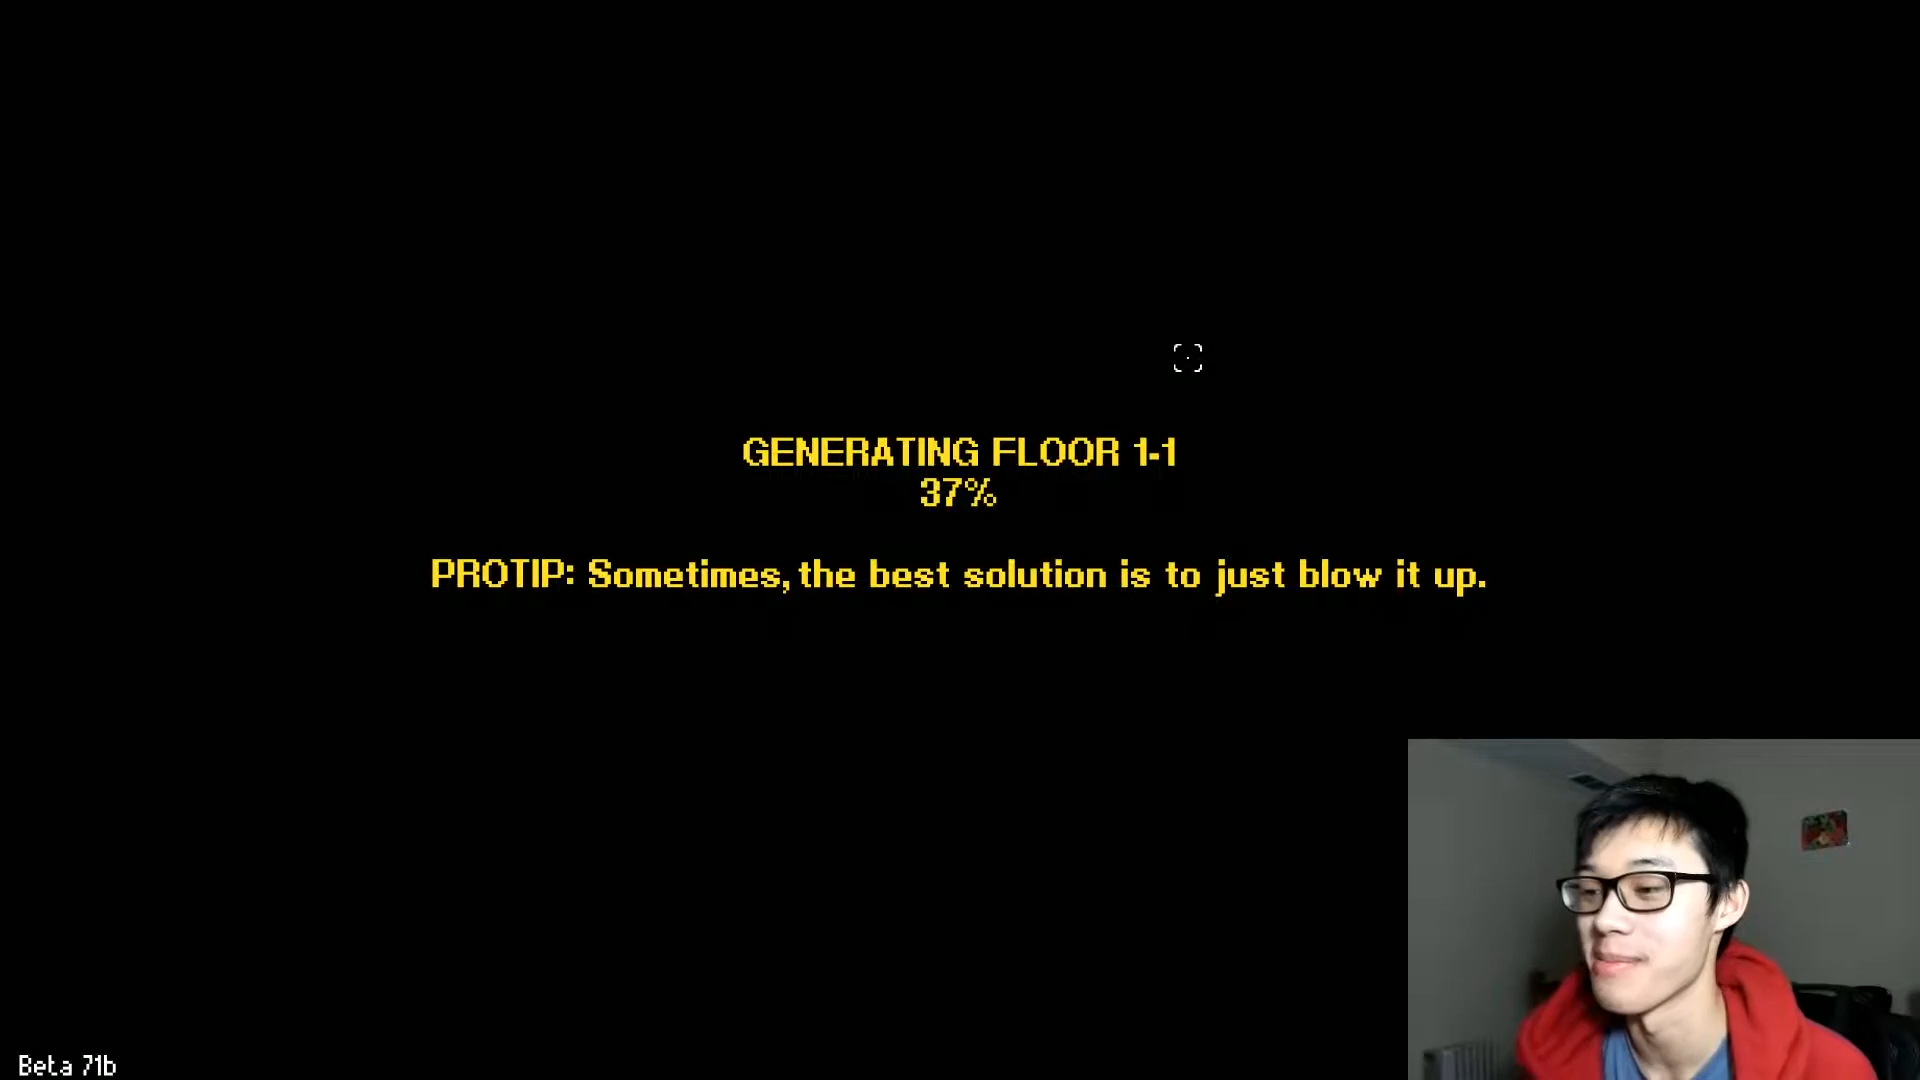 GENERATING FLOOR 1-1
37%
PROTIP: Sometimes, the best solution is to just blow it up.
Beta 71b